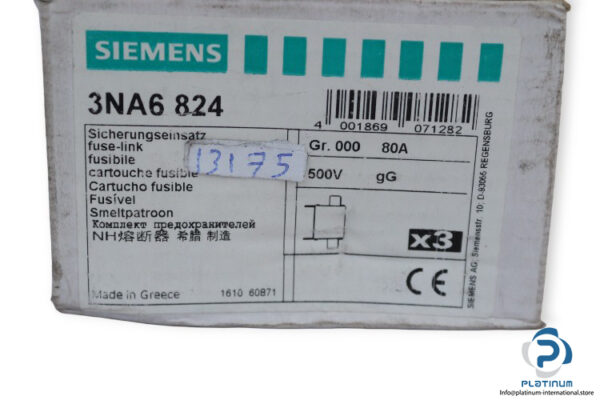 SIEMENS
3NA6 824
4 001869 071282
Sicherungseinsatz
fuse-link
fusibile
cartouche fusible
Cartucho fusible
Fusível
Smeltpatroon
Комплект предохранителей
NH熔断器 希腊 制造
13175
Gr. 000 80A
500V gG
x3
CE
Made in Greece 1610 60871
SIEMENS AG, Siemensstr. 10; D-93055 REGENSBURG
PLATINUM
INTERNATIONAL
info@platinum-international.store